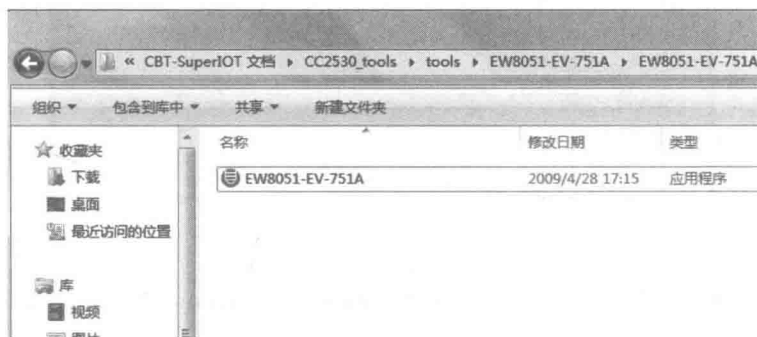 « CBT-SuperIOT 文档 ▸ CC2530_tools ▸ tools ▸ EW8051-EV-751A ▸ EW8051-EV-751A
组织 ▼ 包含到库中 ▼ 共享 ▼ 新建文件夹
名称 修改日期 类型
收藏夹
EW8051-EV-751A 2009/4/28 17:15 应用程序
下载
桌面
最近访问的位置
库
视频
图片